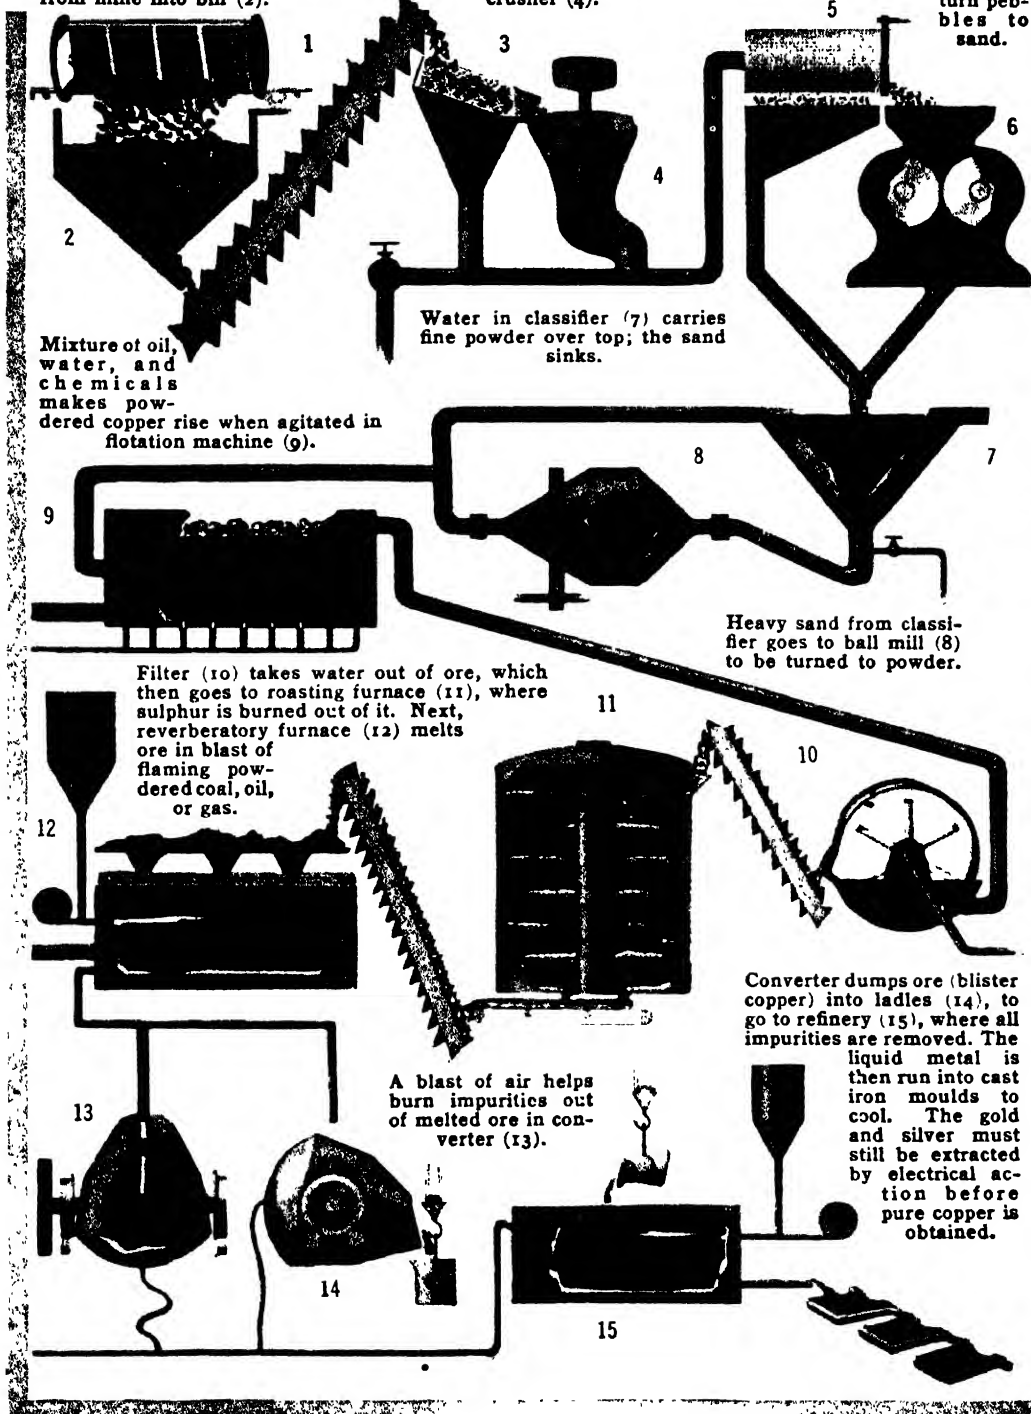 from mine into bin (2).
crusher (4).
turn peb-
bles to
sand.
5
1
3
6
4
2
Water in classifier (7) carries
fine powder over top; the sand
sinks.
Mixture of oil,
water, and
chemicals
makes pow-
dered copper rise when agitated in
flotation machine (9).
8
7
9
Heavy sand from classi-
fier goes to ball mill (8)
to be turned to powder.
Filter (10) takes water out of ore, which
then goes to roasting furnace (11), where
sulphur is burned out of it. Next,
reverberatory furnace (12) melts
ore in blast of
flaming pow-
dered coal, oil,
or gas.
11
10
12
Converter dumps ore (blister
copper) into ladles (14), to
go to refinery (15), where all
impurities are removed. The
liquid metal is
then run into cast
iron moulds to
cool. The gold
and silver must
still be extracted
by electrical ac-
tion before
pure copper is
obtained.
A blast of air helps
burn impurities out
of melted ore in con-
verter (13).
13
14
15